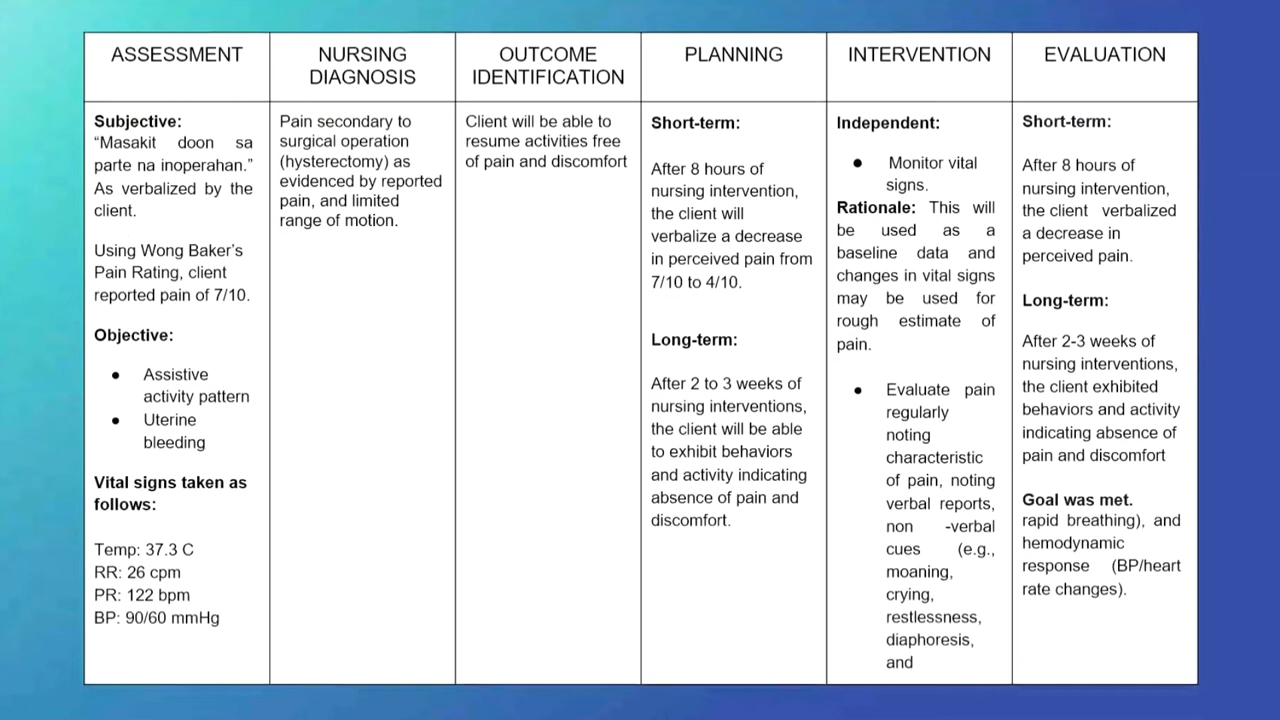 ASSESSMENT
NURSING
DIAGNOSIS
OUTCOME
IDENTIFICATION
PLANNING
INTERVENTION
EVALUATION
Subjective:
“Masakit doon sa
parte na inoperahan.”
As verbalized by the
client.
Using Wong Baker’s
Pain Rating, client
reported pain of 7/10.
Objective:
● Assistive
activity pattern
● Uterine
bleeding
Vital signs taken as
follows:
Temp: 37.3 C
RR: 26 cpm
PR: 122 bpm
BP: 90/60 mmHg
Pain secondary to
surgical operation
(hysterectomy) as
evidenced by reported
pain, and limited
range of motion.
Client will be able to
resume activities free
of pain and discomfort
Short-term:
After 8 hours of
nursing intervention,
the client will
verbalize a decrease
in perceived pain from
7/10 to 4/10.
Long-term:
After 2 to 3 weeks of
nursing interventions,
the client will be able
to exhibit behaviors
and activity indicating
absence of pain and
discomfort.
Independent:
● Monitor vital
signs.
Rationale: This will
be used as a
baseline data and
changes in vital signs
may be used for
rough estimate of
pain.
● Evaluate pain
regularly
noting
characteristic
of pain, noting
verbal reports,
non -verbal
cues (e.g.,
moaning,
crying,
restlessness,
diaphoresis,
and
Short-term:
After 8 hours of
nursing intervention,
the client verbalized
a decrease in
perceived pain.
Long-term:
After 2-3 weeks of
nursing interventions,
the client exhibited
behaviors and activity
indicating absence of
pain and discomfort
Goal was met.
rapid breathing), and
hemodynamic
response (BP/heart
rate changes).